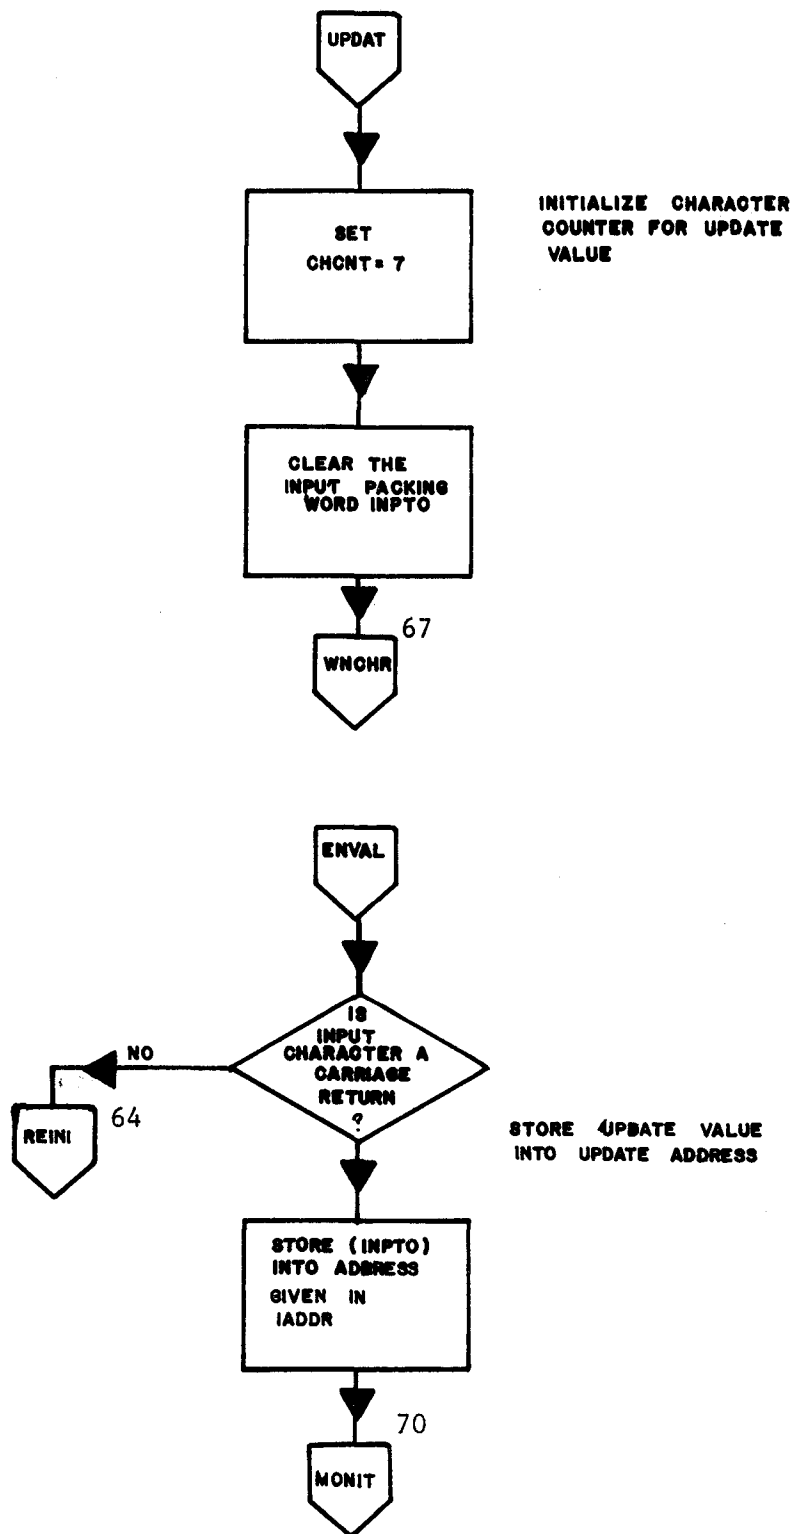 UPDAT
SET
CHCNT = 7
INITIALIZE CHARACTER
COUNTER FOR UPDATE
VALUE
CLEAR THE
INPUT PACKING
WORD INPTO
67
WNCHR
ENVAL
IS
INPUT
CHARACTER A
CARRIAGE
RETURN
?
NO
REINI
64
STORE UPDATE VALUE
INTO UPDATE ADDRESS
STORE (INPTO)
INTO ADDRESS
GIVEN IN
IADDR
70
MONIT